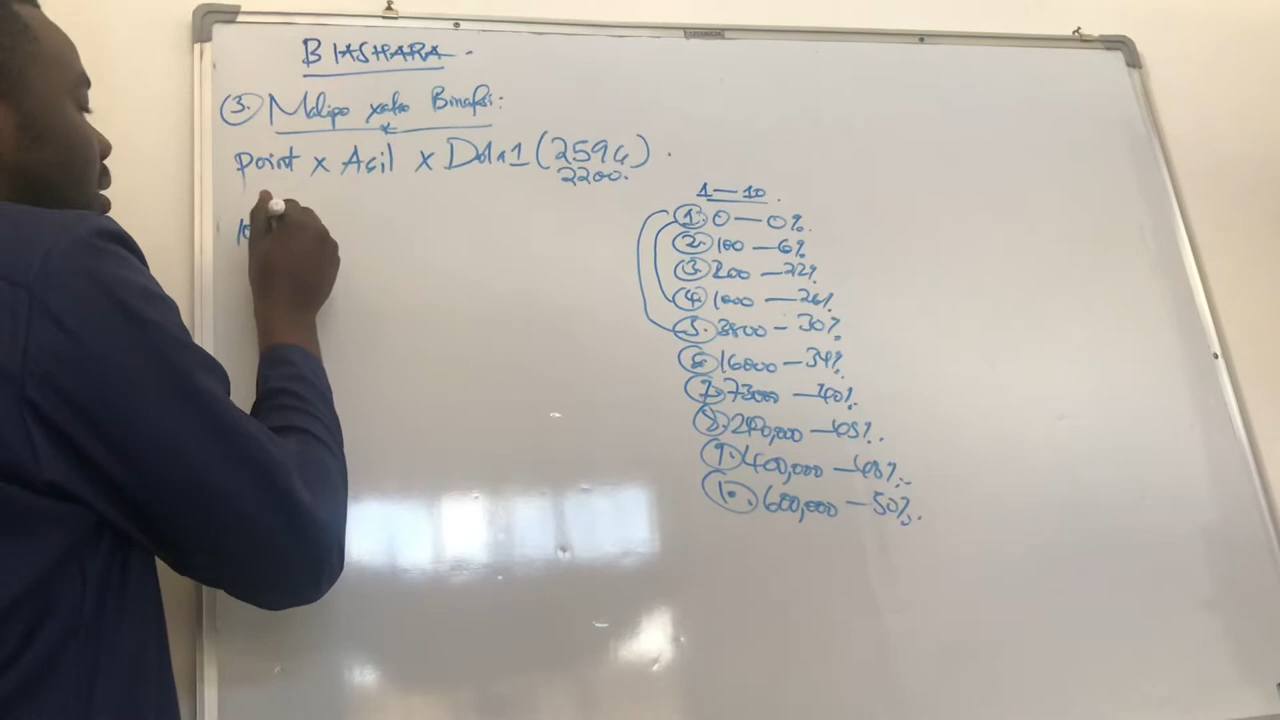 BIASHARA.
③. Malipo yako Binafsi:
point x Asil x Dola 1 (2594).
2200.
1 — 10.
①. 0 — 0%.
②. 100 — 6%
③. 200 — 22%
④. 1000 — 26%
⑤. 3800 — 30%
⑥. 16000 — 34%.
⑦. 73000 — 40%.
⑧. 240,000 — 45%.
⑨. 400,000 — 48%.
⑩. 600,000 — 50%.